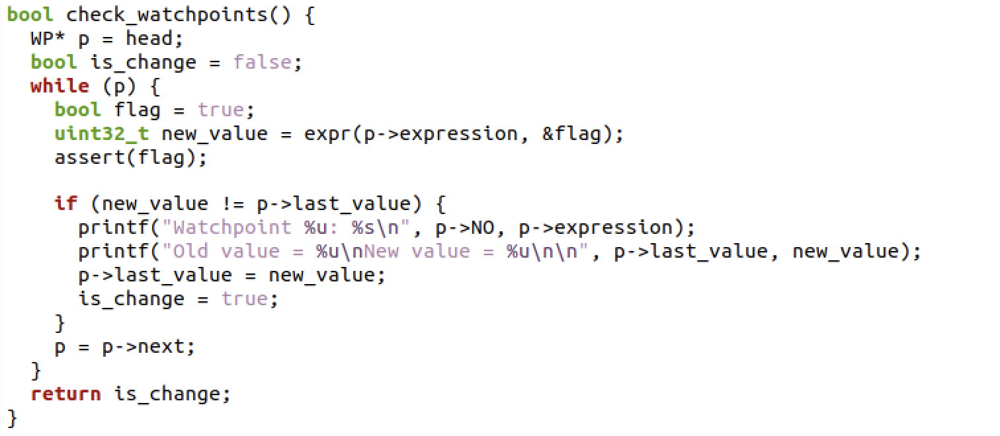 bool check_watchpoints() {
  WP* p = head;
  bool is_change = false;
  while (p) {
    bool flag = true;
    uint32_t new_value = expr(p->expression, &flag);
    assert(flag);

    if (new_value != p->last_value) {
      printf("Watchpoint %u: %s\n", p->NO, p->expression);
      printf("Old value = %u\nNew value = %u\n\n", p->last_value, new_value);
      p->last_value = new_value;
      is_change = true;
    }
    p = p->next;
  }
  return is_change;
}